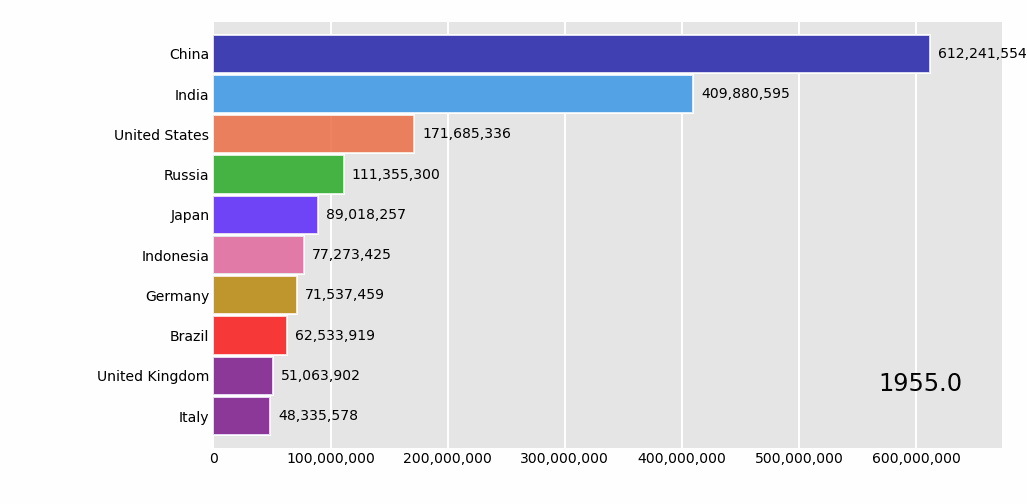 China 612,241,554
India 409,880,595
United States 171,685,336
Russia 111,355,300
Japan 89,018,257
Indonesia 77,273,425
Germany 71,537,459
Brazil 62,533,919
United Kingdom 51,063,902
1955.0
Italy 48,335,578
0 100,000,000 200,000,000 300,000,000 400,000,000 500,000,000 600,000,000